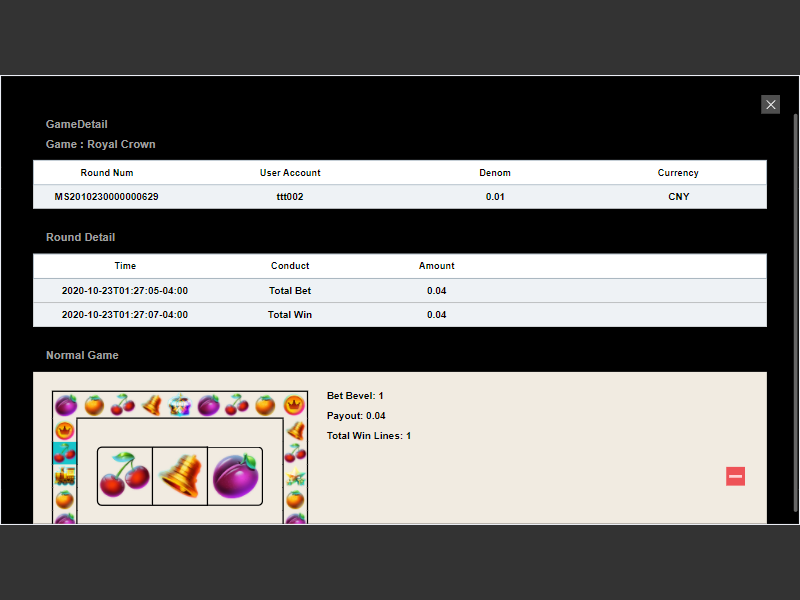 GameDetail
Game : Royal Crown
Round Num User Account Denom Currency
MS2010230000000629 ttt002 0.01 CNY
Round Detail
Time Conduct Amount
2020-10-23T01:27:05-04:00 Total Bet 0.04
2020-10-23T01:27:07-04:00 Total Win 0.04
Normal Game
Bet Bevel: 1
Payout: 0.04
Total Win Lines: 1